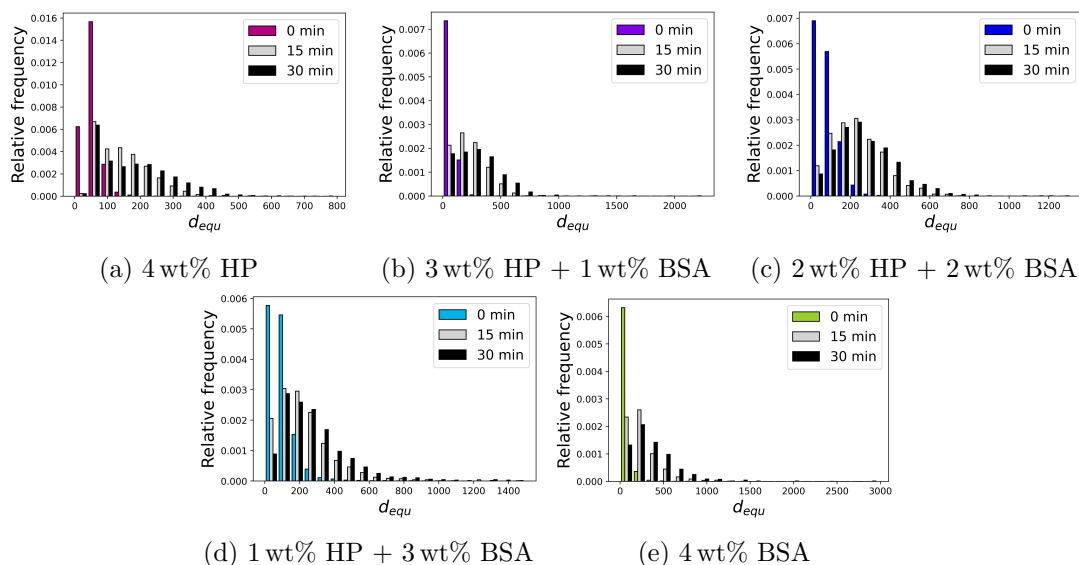 0.016
0.014
0.012
0.010
0.008
0.006
0.004
0.002
0.000
Relative frequency
0 min
15 min
30 min
0 100 200 300 400 500 600 700 800
d_equ
(a) 4 wt% HP
0.007
0.006
0.005
0.004
0.003
0.002
0.001
0.000
Relative frequency
0 min
15 min
30 min
0 500 1000 1500 2000
d_equ
(b) 3 wt% HP + 1 wt% BSA
0.007
0.006
0.005
0.004
0.003
0.002
0.001
0.000
Relative frequency
0 min
15 min
30 min
0 200 400 600 800 1000 1200
d_equ
(c) 2 wt% HP + 2 wt% BSA
0.006
0.005
0.004
0.003
0.002
0.001
0.000
Relative frequency
0 min
15 min
30 min
0 200 400 600 800 1000 1200 1400
d_equ
(d) 1 wt% HP + 3 wt% BSA
0.006
0.005
0.004
0.003
0.002
0.001
0.000
Relative frequency
0 min
15 min
30 min
0 500 1000 1500 2000 2500 3000
d_equ
(e) 4 wt% BSA